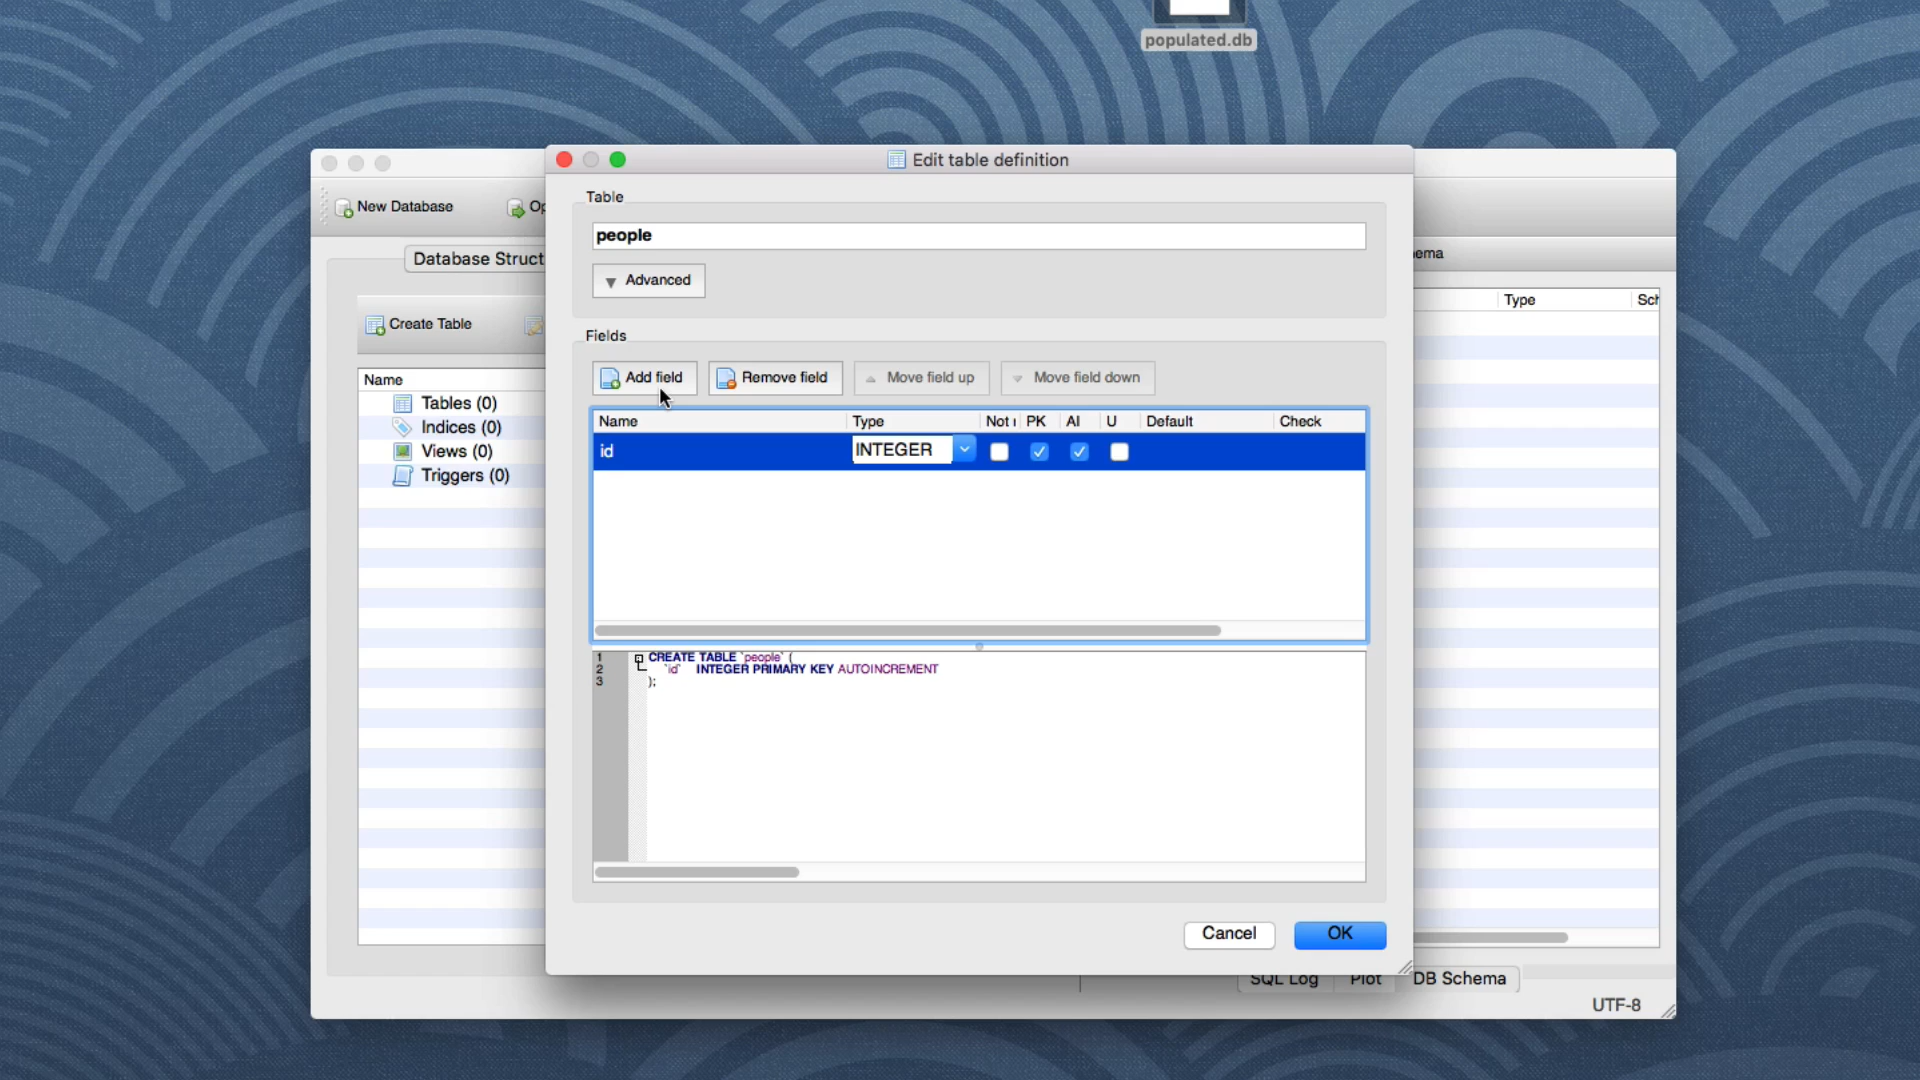 populated.db
Edit table definition
New Database
Op
Table
people
Advanced
Database Struct
ema
Create Table
Type
Sch
Fields
Add field
Remove field
Move field up
Move field down
Name
Tables (0)
Indices (0)
Views (0)
Triggers (0)
Name Type Not PK AI U Default Check
id INTEGER
1 CREATE TABLE `people` (
2 `id` INTEGER PRIMARY KEY AUTOINCREMENT
3 );
Cancel
OK
SQL Log
Plot
DB Schema
UTF-8